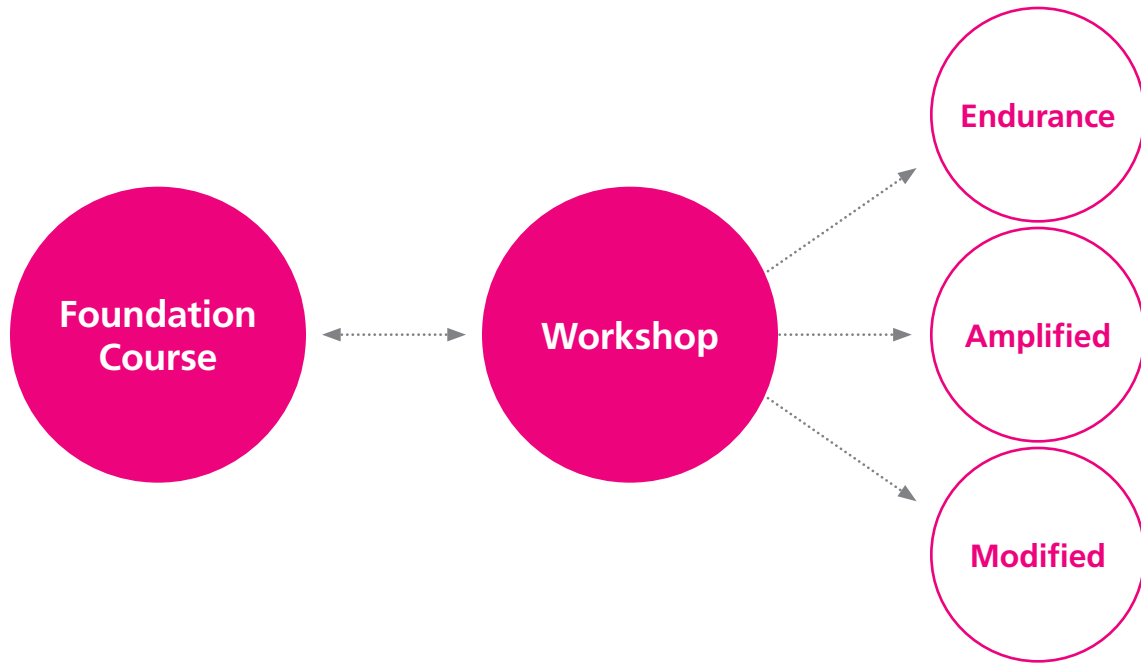 Foundation
Course
Workshop
Endurance
Amplified
Modified